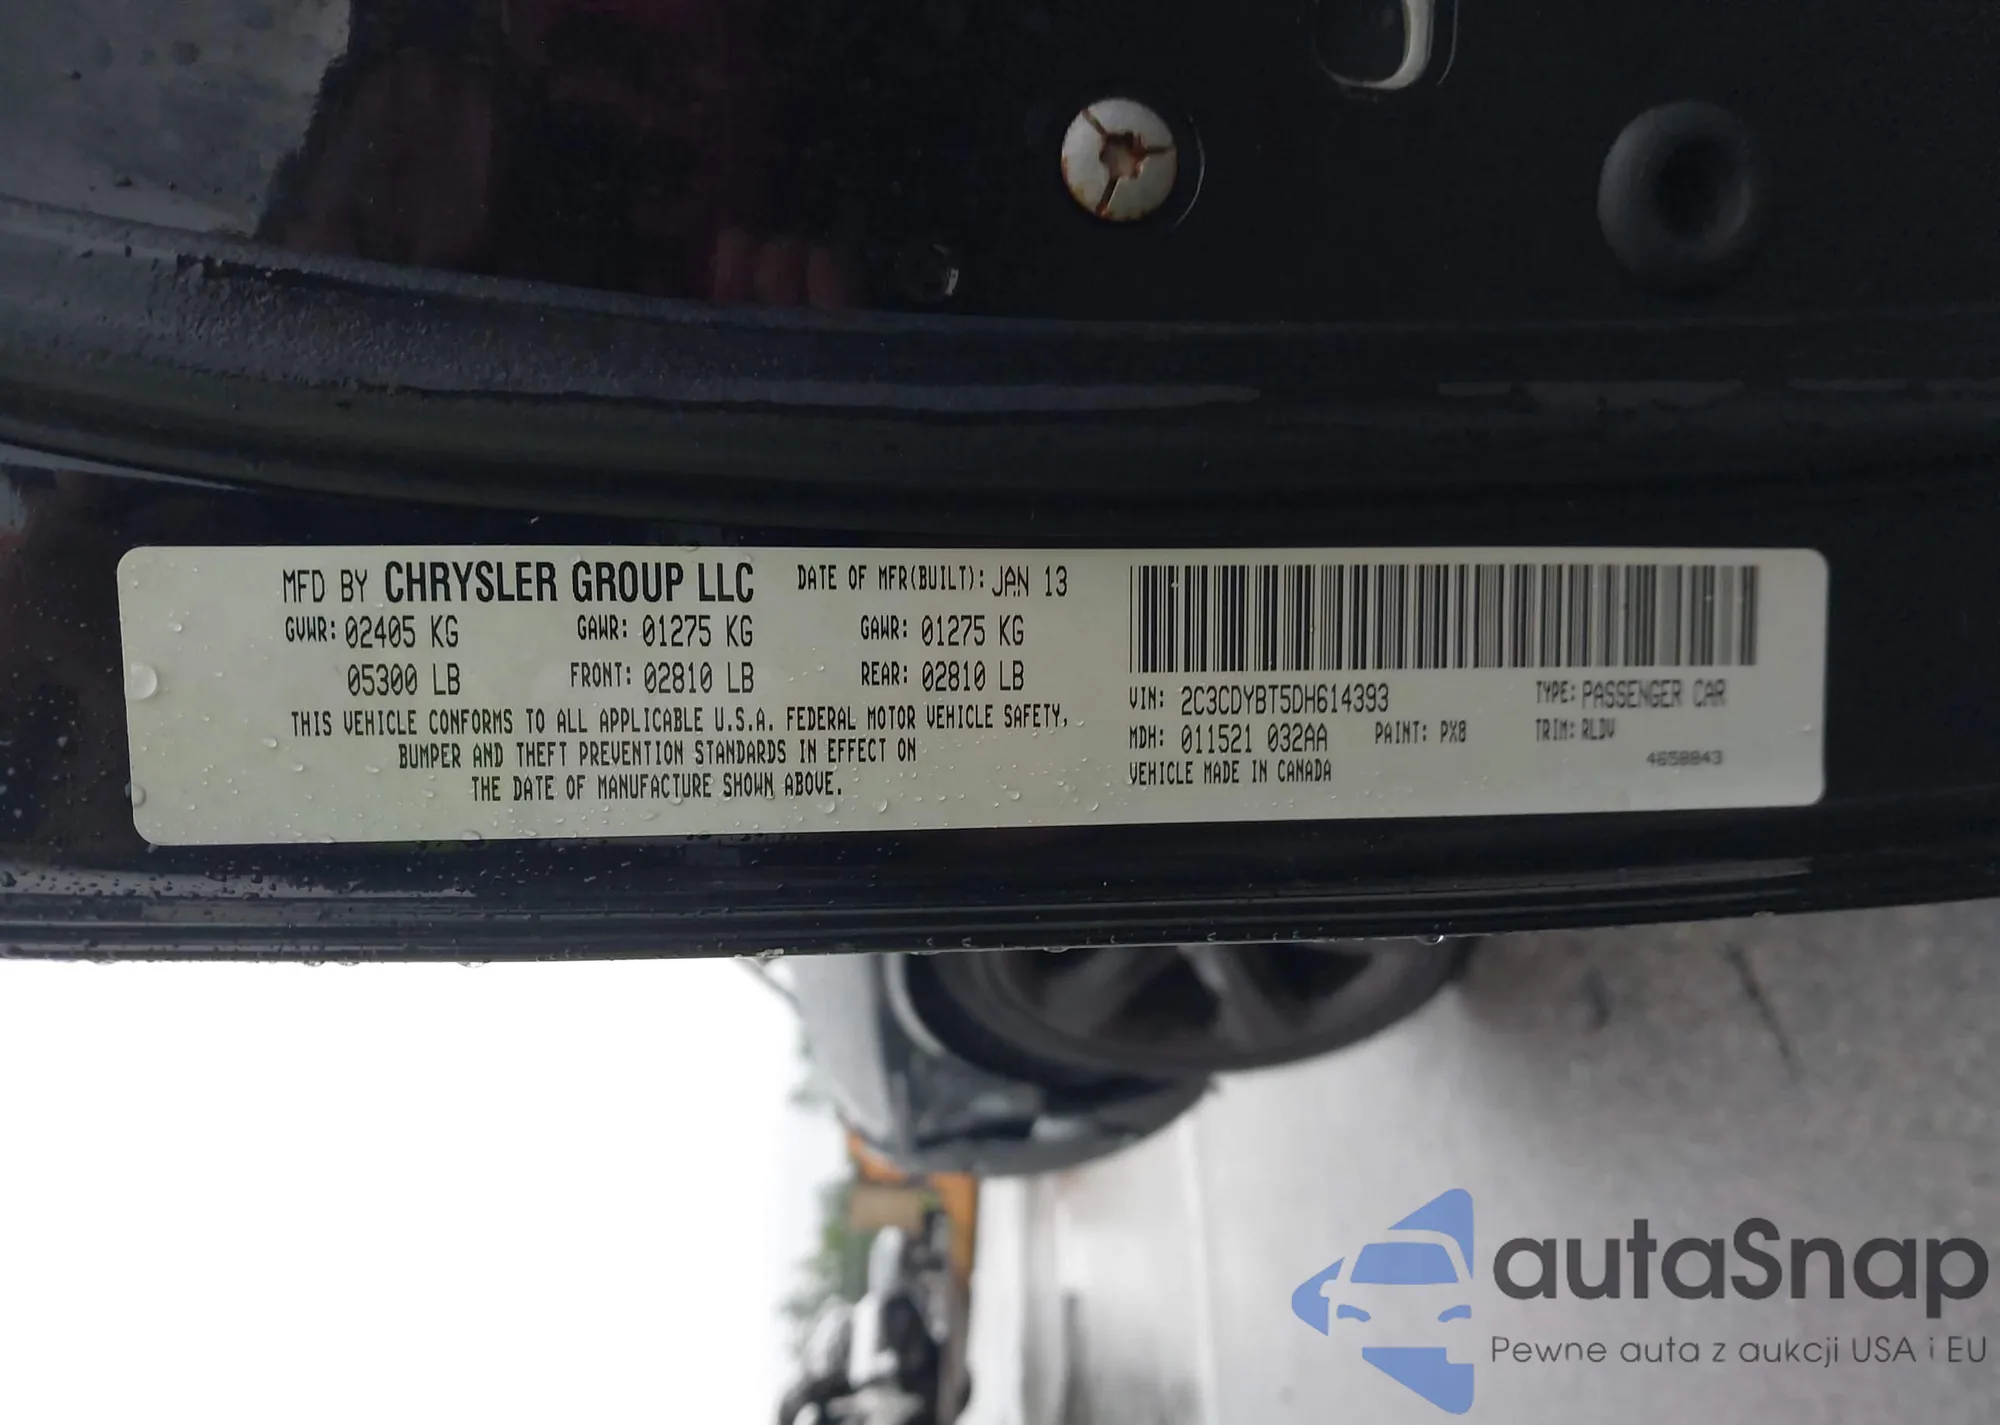 MFD BY CHRYSLER GROUP LLC DATE OF MFR(BUILT): JAN 13
GVWR: 02405 KG GAWR: 01275 KG GAWR: 01275 KG
05300 LB FRONT: 02810 LB REAR: 02810 LB
THIS VEHICLE CONFORMS TO ALL APPLICABLE U.S.A. FEDERAL MOTOR VEHICLE SAFETY,
BUMPER AND THEFT PREVENTION STANDARDS IN EFFECT ON
THE DATE OF MANUFACTURE SHOWN ABOVE.
VIN: 2C3CDYBT5DH614393 TYPE: PASSENGER CAR
MDH: 011521 032AA PAINT: PX8 TRIM: RLDV
VEHICLE MADE IN CANADA 4658843
autaSnap
Pewne auta z aukcji USA i EU